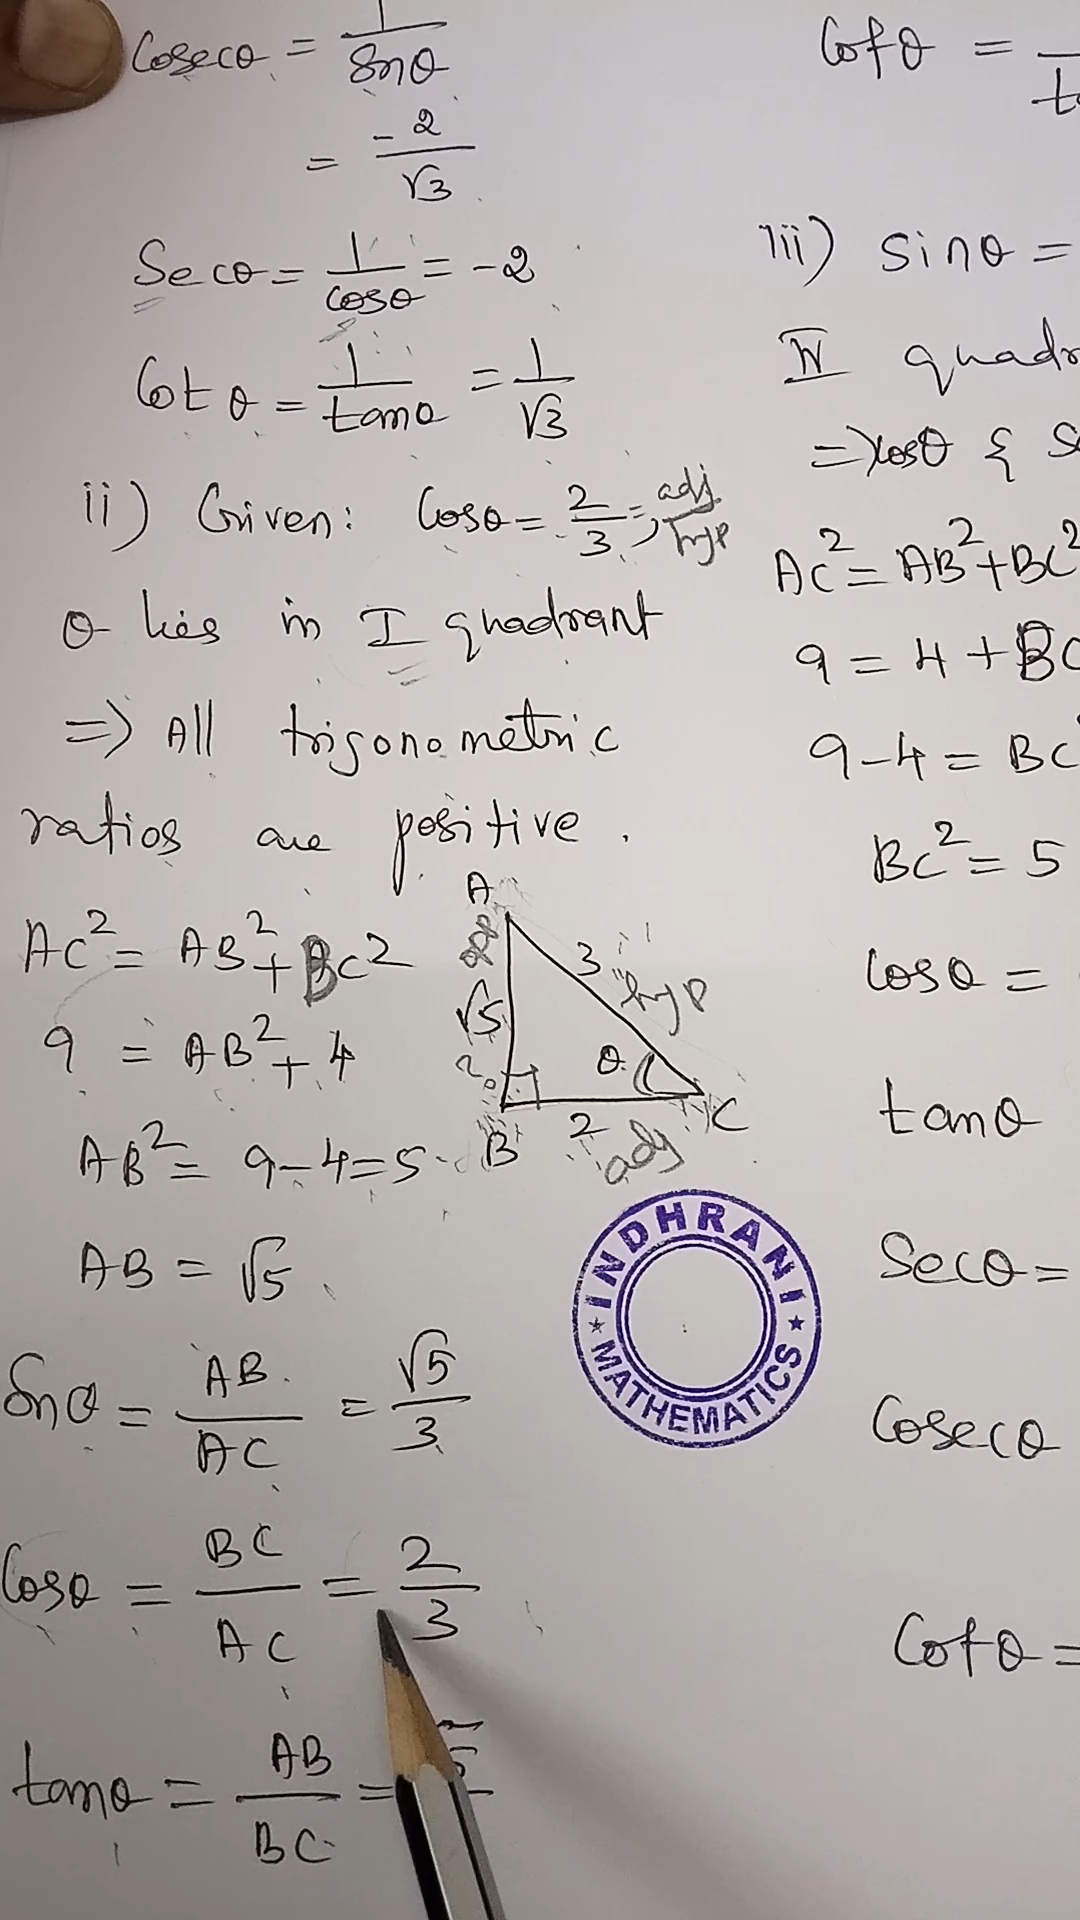 Cosecθ = 1/Sinθ
= -2/√3
Secθ = 1/cosθ = -2
Cotθ = 1/tanθ = 1/√3
ii) Given: Cosθ = 2/3 = adj/hyp
θ lies in I quadrant
=> All trigonometric
ratios are positive.
AC² = AB² + BC²
9 = AB² + 4
AB² = 9-4 = 5
AB = √5
A
opp
√5
3
hyp
θ
B
2
adj
C
Sinθ = AB/AC = √5/3
Cosθ = BC/AC = 2/3
tanθ = AB/BC =
INDHRANI
MATHEMATICS
Cotθ =
iii) Sinθ =
IV
=> Cosθ &
AC² = AB² + BC²
9 = 4 + BC
9-4 = BC
BC² = 5
Cosθ =
tanθ
Secθ =
Cosecθ
Cotθ =